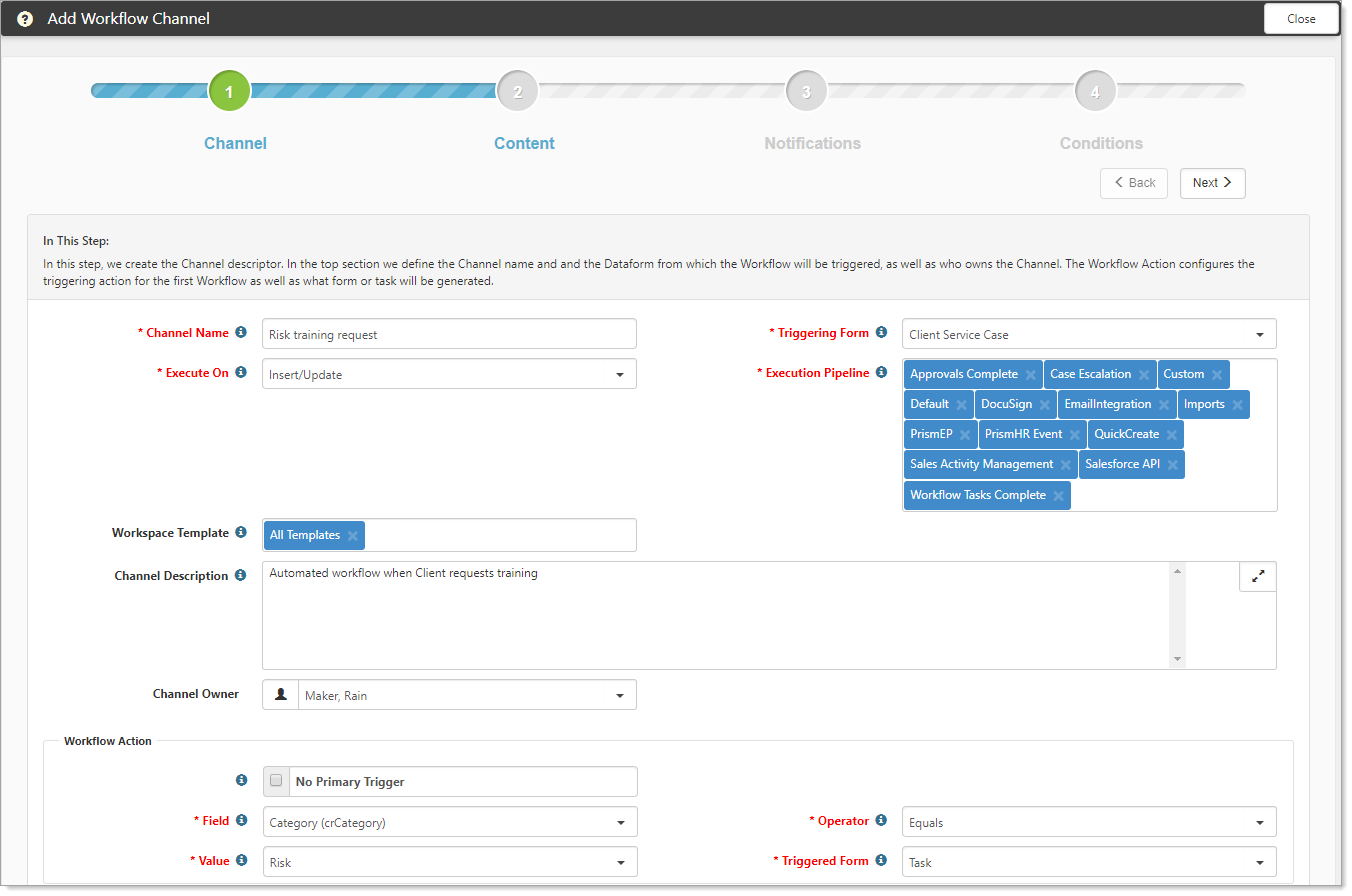 Add Workflow Channel
Close
1
2
3
4
Channel
Content
Notifications
Conditions
Back
Next
In This Step:
In this step, we create the Channel descriptor. In the top section we define the Channel name and and the Dataform from which the Workflow will be triggered, as well as who owns the Channel. The Workflow Action configures the
triggering action for the first Workflow as well as what form or task will be generated.
* Channel Name
Risk training request
* Triggering Form
Client Service Case
* Execute On
Insert/Update
* Execution Pipeline
Approvals Complete × Case Escalation × Custom ×
Default × DocuSign × EmailIntegration × Imports ×
PrismEP × PrismHR Event × QuickCreate ×
Sales Activity Management × Salesforce API ×
Workflow Tasks Complete ×
Workspace Template
All Templates ×
Channel Description
Automated workflow when Client requests training
Channel Owner
Maker, Rain
Workflow Action
No Primary Trigger
* Field
Category (crCategory)
* Operator
Equals
* Value
Risk
* Triggered Form
Task